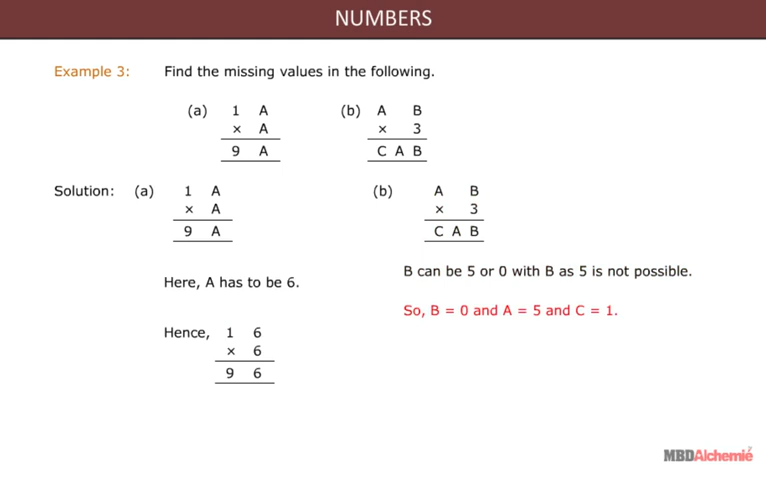 NUMBERS
Example 3: Find the missing values in the following.
(a) 1 A (b) A B
× A × 3
9 A C A B
Solution: (a) 1 A (b) A B
× A × 3
9 A C A B
B can be 5 or 0 with B as 5 is not possible.
Here, A has to be 6.
So, B = 0 and A = 5 and C = 1.
Hence, 1 6
× 6
9 6
MBDAlchemié